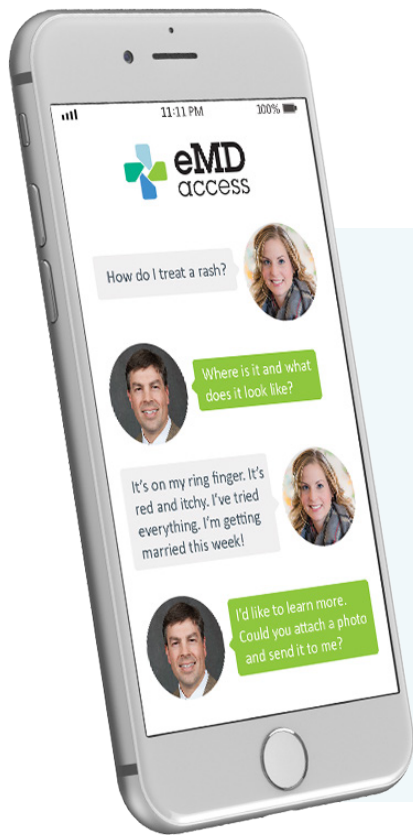 11:11 PM
100%
eMD
access
How do I treat a rash?
Where is it and what
does it look like?
It's on my ring finger. It's
red and itchy. I've tried
everything. I'm getting
married this week!
I'd like to learn more.
Could you attach a photo
and send it to me?